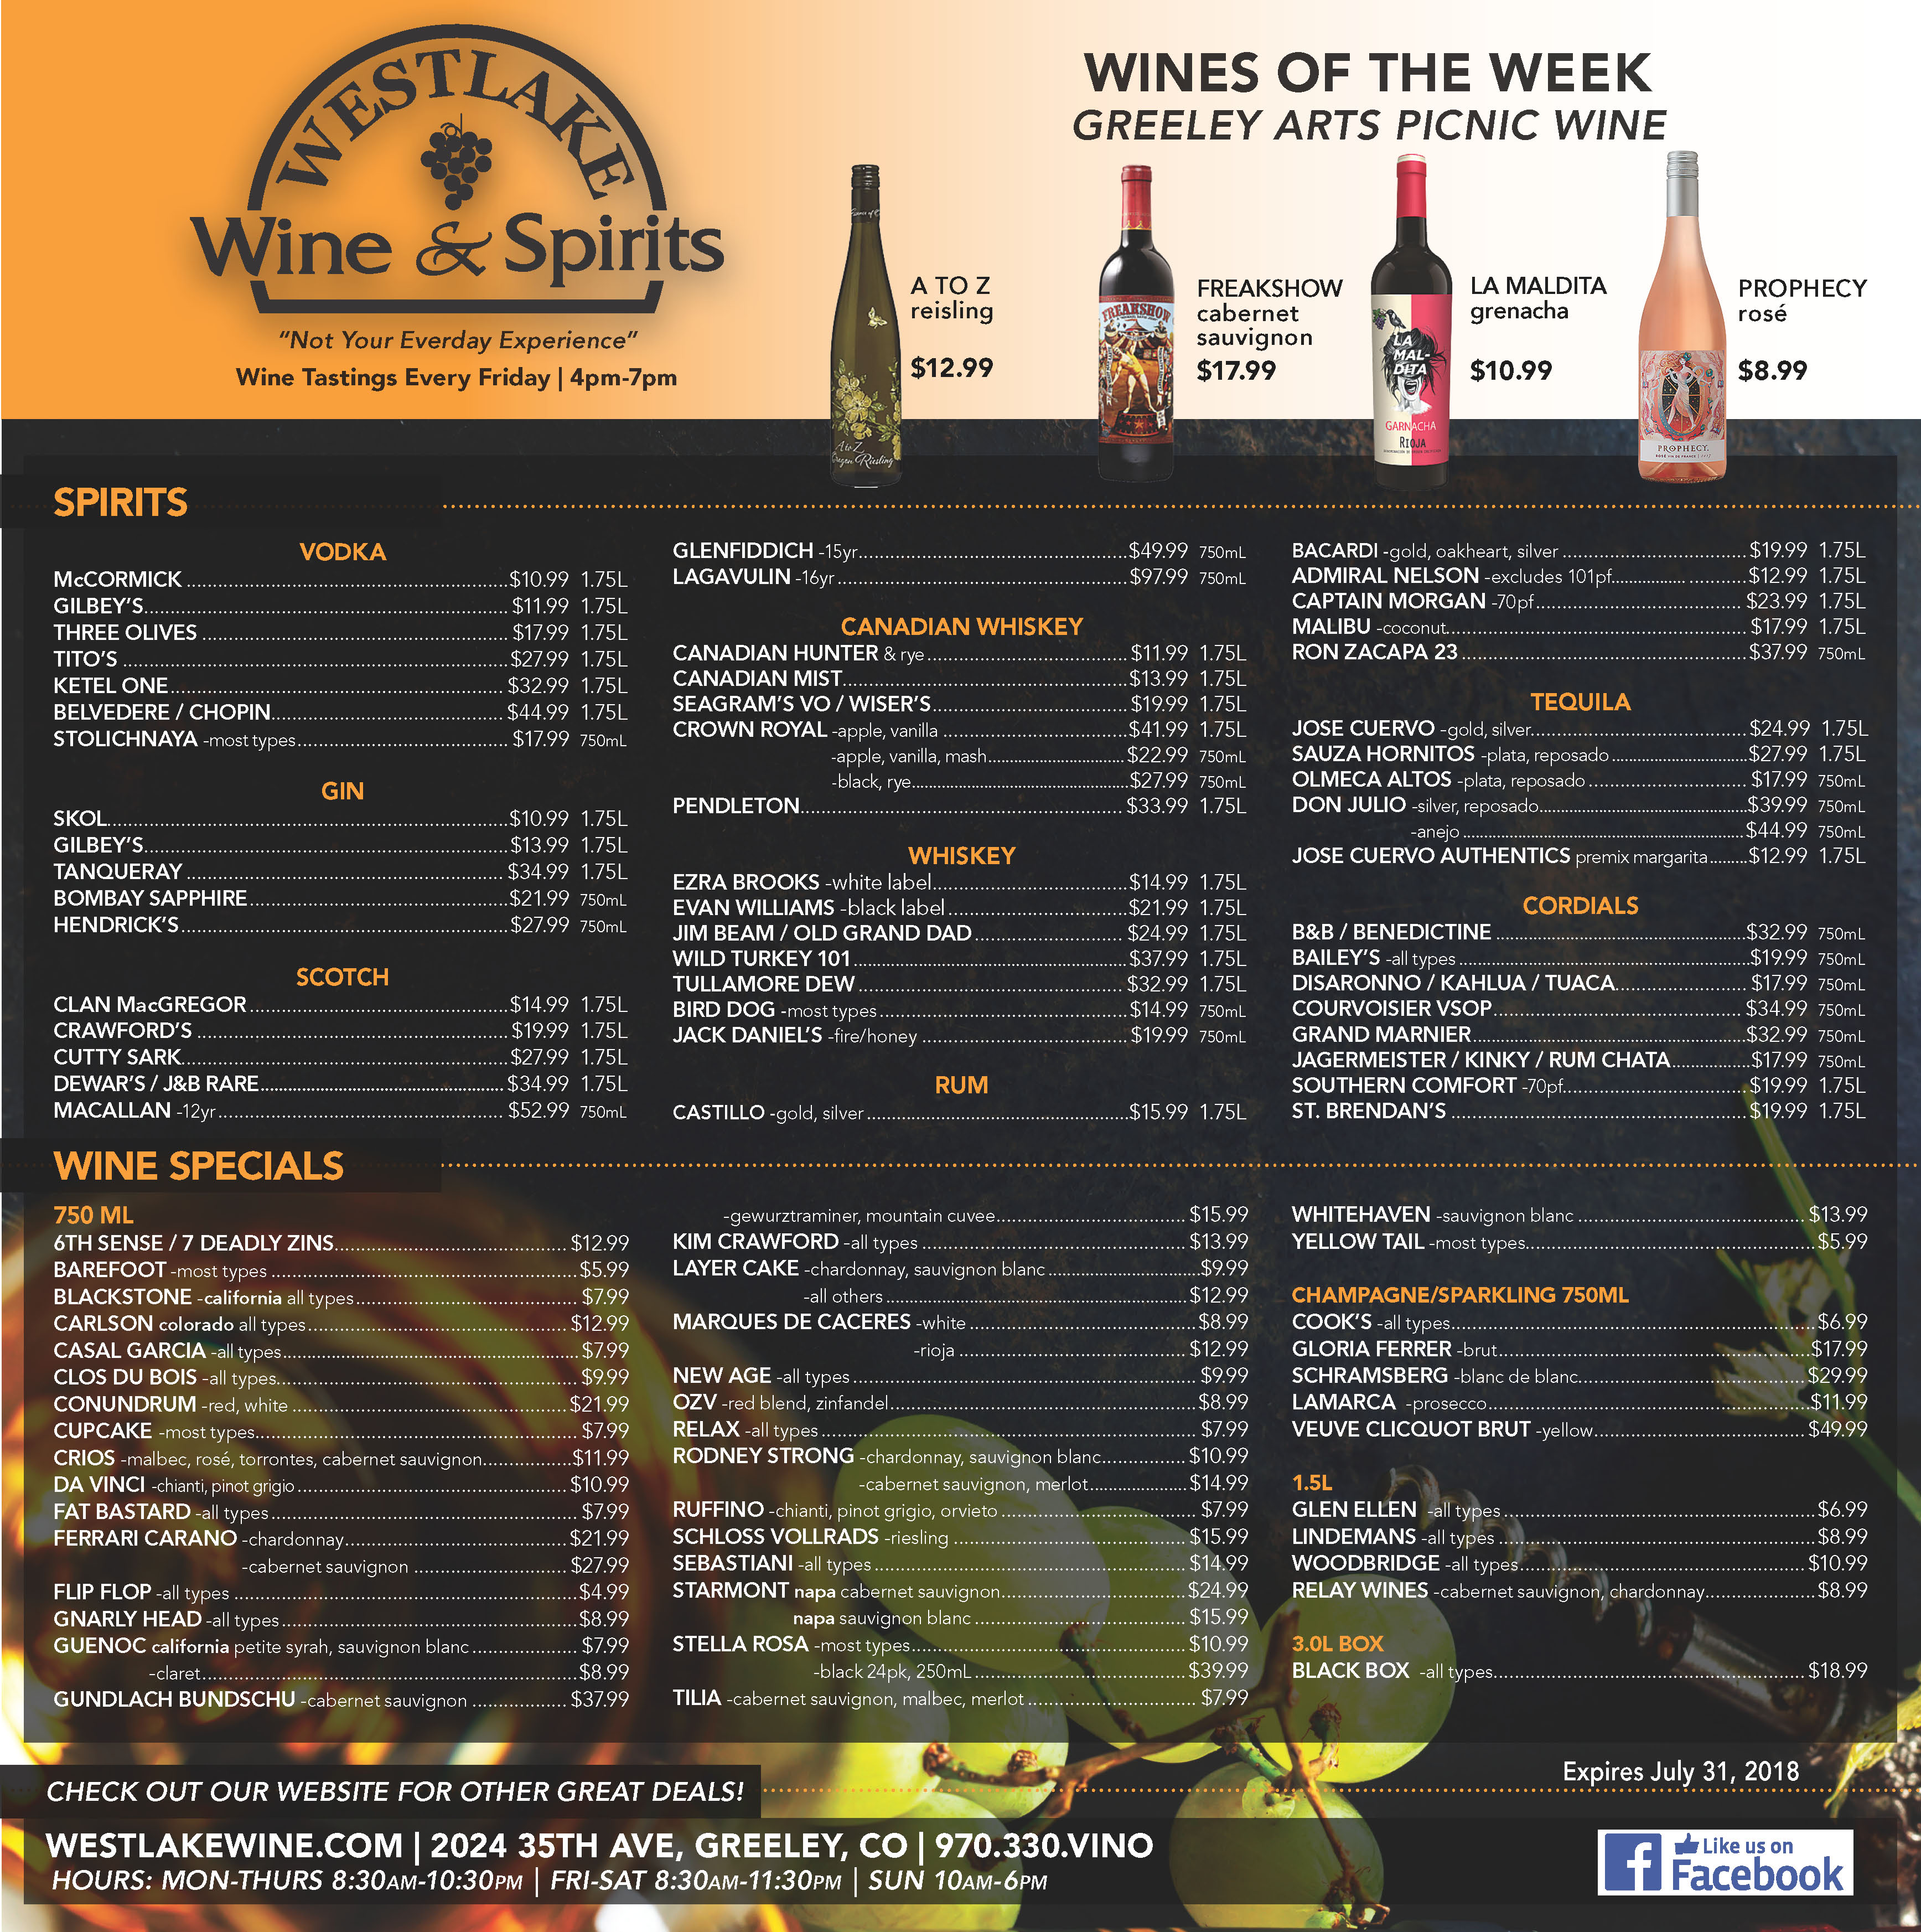 WESTLAKE
Wine & Spirits
“Not Your Everday Experience”
Wine Tastings Every Friday | 4pm-7pm
WINES OF THE WEEK
GREELEY ARTS PICNIC WINE
A TO Z
reisling
$12.99
FREAKSHOW
cabernet
sauvignon
$17.99
LA MALDITA
grenacha
$10.99
PROPHECY
rosé
$8.99
A to Z
Oregon Riesling
FREAKSHOW
LA
MAL-
DITA
GARNACHA
RIOJA
PROPHECY.
SPIRITS
VODKA
McCORMICK $10.99 1.75L
GILBEY’S $11.99 1.75L
THREE OLIVES $17.99 1.75L
TITO’S $27.99 1.75L
KETEL ONE $32.99 1.75L
BELVEDERE / CHOPIN $44.99 1.75L
STOLICHNAYA -most types $17.99 750mL
GIN
SKOL $10.99 1.75L
GILBEY’S $13.99 1.75L
TANQUERAY $34.99 1.75L
BOMBAY SAPPHIRE $21.99 750mL
HENDRICK’S $27.99 750mL
SCOTCH
CLAN MacGREGOR $14.99 1.75L
CRAWFORD’S $19.99 1.75L
CUTTY SARK $27.99 1.75L
DEWAR’S / J&B RARE $34.99 1.75L
MACALLAN -12yr $52.99 750mL
GLENFIDDICH -15yr $49.99 750mL
LAGAVULIN -16yr $97.99 750mL
CANADIAN WHISKEY
CANADIAN HUNTER & rye $11.99 1.75L
CANADIAN MIST $13.99 1.75L
SEAGRAM’S VO / WISER’S $19.99 1.75L
CROWN ROYAL -apple, vanilla $41.99 1.75L
-apple, vanilla, mash $22.99 750mL
-black, rye $27.99 750mL
PENDLETON $33.99 1.75L
WHISKEY
EZRA BROOKS -white label $14.99 1.75L
EVAN WILLIAMS -black label $21.99 1.75L
JIM BEAM / OLD GRAND DAD $24.99 1.75L
WILD TURKEY 101 $37.99 1.75L
TULLAMORE DEW $32.99 1.75L
BIRD DOG -most types $14.99 750mL
JACK DANIEL’S -fire/honey $19.99 750mL
RUM
CASTILLO -gold, silver $15.99 1.75L
BACARDI -gold, oakheart, silver $19.99 1.75L
ADMIRAL NELSON -excludes 101pf $12.99 1.75L
CAPTAIN MORGAN -70pf $23.99 1.75L
MALIBU -coconut $17.99 1.75L
RON ZACAPA 23 $37.99 750mL
TEQUILA
JOSE CUERVO -gold, silver $24.99 1.75L
SAUZA HORNITOS -plata, reposado $27.99 1.75L
OLMECA ALTOS -plata, reposado $17.99 750mL
DON JULIO -silver, reposado $39.99 750mL
-anejo $44.99 750mL
JOSE CUERVO AUTHENTICS premix margarita $12.99 1.75L
CORDIALS
B&B / BENEDICTINE $32.99 750mL
BAILEY’S -all types $19.99 750mL
DISARONNO / KAHLUA / TUACA $17.99 750mL
COURVOISIER VSOP $34.99 750mL
GRAND MARNIER $32.99 750mL
JAGERMEISTER / KINKY / RUM CHATA $17.99 750mL
SOUTHERN COMFORT -70pf $19.99 1.75L
ST. BRENDAN’S $19.99 1.75L
WINE SPECIALS
750 ML
6TH SENSE / 7 DEADLY ZINS $12.99
BAREFOOT -most types $5.99
BLACKSTONE -california all types $7.99
CARLSON colorado all types $12.99
CASAL GARCIA -all types $7.99
CLOS DU BOIS -all types $9.99
CONUNDRUM -red, white $21.99
CUPCAKE -most types $7.99
CRIOS -malbec, rosé, torrontes, cabernet sauvignon $11.99
DA VINCI -chianti, pinot grigio $10.99
FAT BASTARD -all types $7.99
FERRARI CARANO -chardonnay $21.99
-cabernet sauvignon $27.99
FLIP FLOP -all types $4.99
GNARLY HEAD -all types $8.99
GUENOC california petite syrah, sauvignon blanc $7.99
-claret $8.99
GUNDLACH BUNDSCHU -cabernet sauvignon $37.99
-gewurztraminer, mountain cuvee $15.99
KIM CRAWFORD -all types $13.99
LAYER CAKE -chardonnay, sauvignon blanc $9.99
-all others $12.99
MARQUES DE CACERES -white $8.99
-rioja $12.99
NEW AGE -all types $9.99
OZV -red blend, zinfandel $8.99
RELAX -all types $7.99
RODNEY STRONG -chardonnay, sauvignon blanc $10.99
-cabernet sauvignon, merlot $14.99
RUFFINO -chianti, pinot grigio, orvieto $7.99
SCHLOSS VOLLRADS -riesling $15.99
SEBASTIANI -all types $14.99
STARMONT napa cabernet sauvignon $24.99
napa sauvignon blanc $15.99
STELLA ROSA -most types $10.99
-black 24pk, 250mL $39.99
TILIA -cabernet sauvignon, malbec, merlot $7.99
WHITEHAVEN -sauvignon blanc $13.99
YELLOW TAIL -most types $5.99
CHAMPAGNE/SPARKLING 750ML
COOK’S -all types $6.99
GLORIA FERRER -brut $17.99
SCHRAMSBERG -blanc de blanc $29.99
LAMARCA -prosecco $11.99
VEUVE CLICQUOT BRUT -yellow $49.99
1.5L
GLEN ELLEN -all types $6.99
LINDEMANS -all types $8.99
WOODBRIDGE -all types $10.99
RELAY WINES -cabernet sauvignon, chardonnay $8.99
3.0L BOX
BLACK BOX -all types $18.99
Expires July 31, 2018
CHECK OUT OUR WEBSITE FOR OTHER GREAT DEALS!
WESTLAKEWINE.COM | 2024 35TH AVE, GREELEY, CO | 970.330.VINO
HOURS: MON-THURS 8:30AM-10:30PM | FRI-SAT 8:30AM-11:30PM | SUN 10AM-6PM
f
Like us on
Facebook